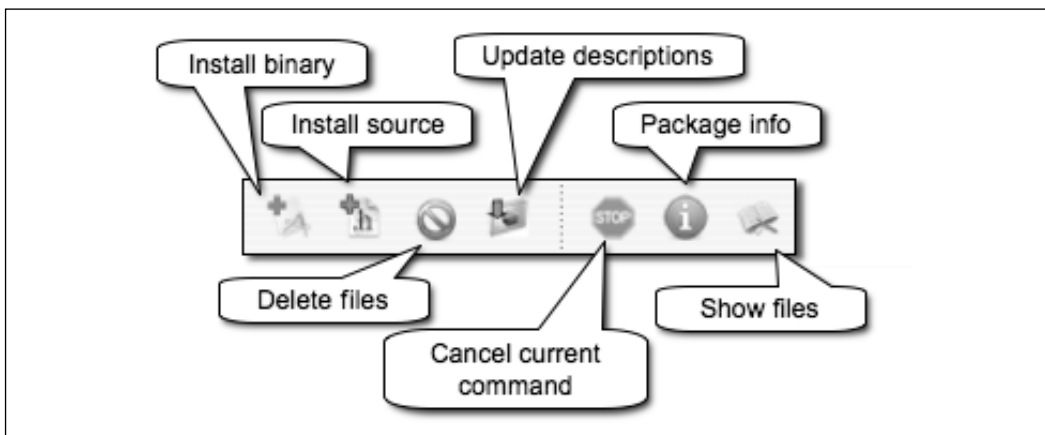 Install binary
Update descriptions
Install source
Package info
.h
STOP
i
Delete files
Show files
Cancel current
command